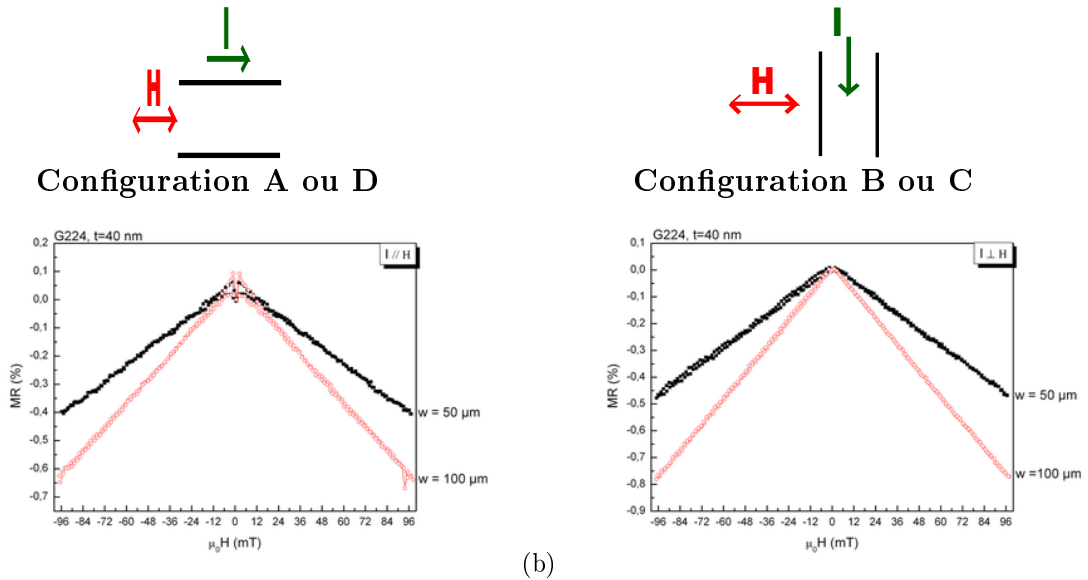 I
H
Configuration A ou D
I
H
Configuration B ou C
G224, t=40 nm
I // H
0,2
0,1
0,0
-0,1
-0,2
-0,3
-0,4
-0,5
-0,6
-0,7
MR (%)
w = 50 µm
w = 100 µm
-96 -84 -72 -60 -48 -36 -24 -12 0 12 24 36 48 60 72 84 96
µ0H (mT)
G224, t=40 nm
I ⊥ H
0,1
0,0
-0,1
-0,2
-0,3
-0,4
-0,5
-0,6
-0,7
-0,8
-0,9
MR (%)
w = 50 µm
w =100 µm
-96 -84 -72 -60 -48 -36 -24 -12 0 12 24 36 48 60 72 84 96
µ0H (mT)
(b)